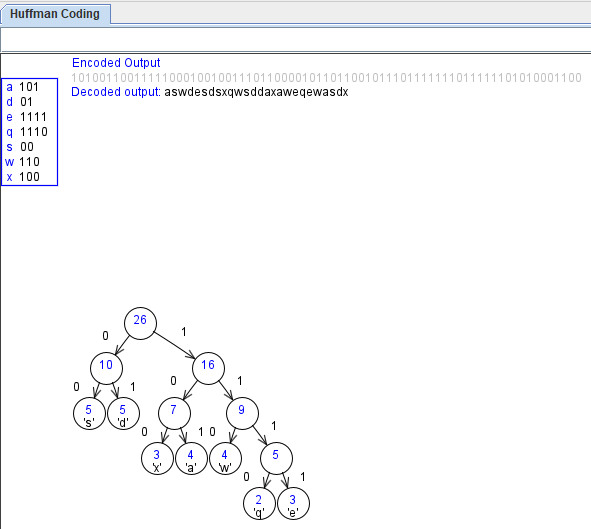 Huffman Coding
Encoded Output
1010011001111100010010011101100001011011001011101111111011111101010001100
Decoded output: aswdesdsxqwsddaxaweqewasdx
a 101
d 01
e 1111
q 1110
s 00
w 110
x 100
26
0 1
10 16
0 1 0 1
5 's' 5 'd' 7 9
0 1 0 1
3 'x' 4 'a' 4 'w' 5
0 1
2 'q' 3 'e'